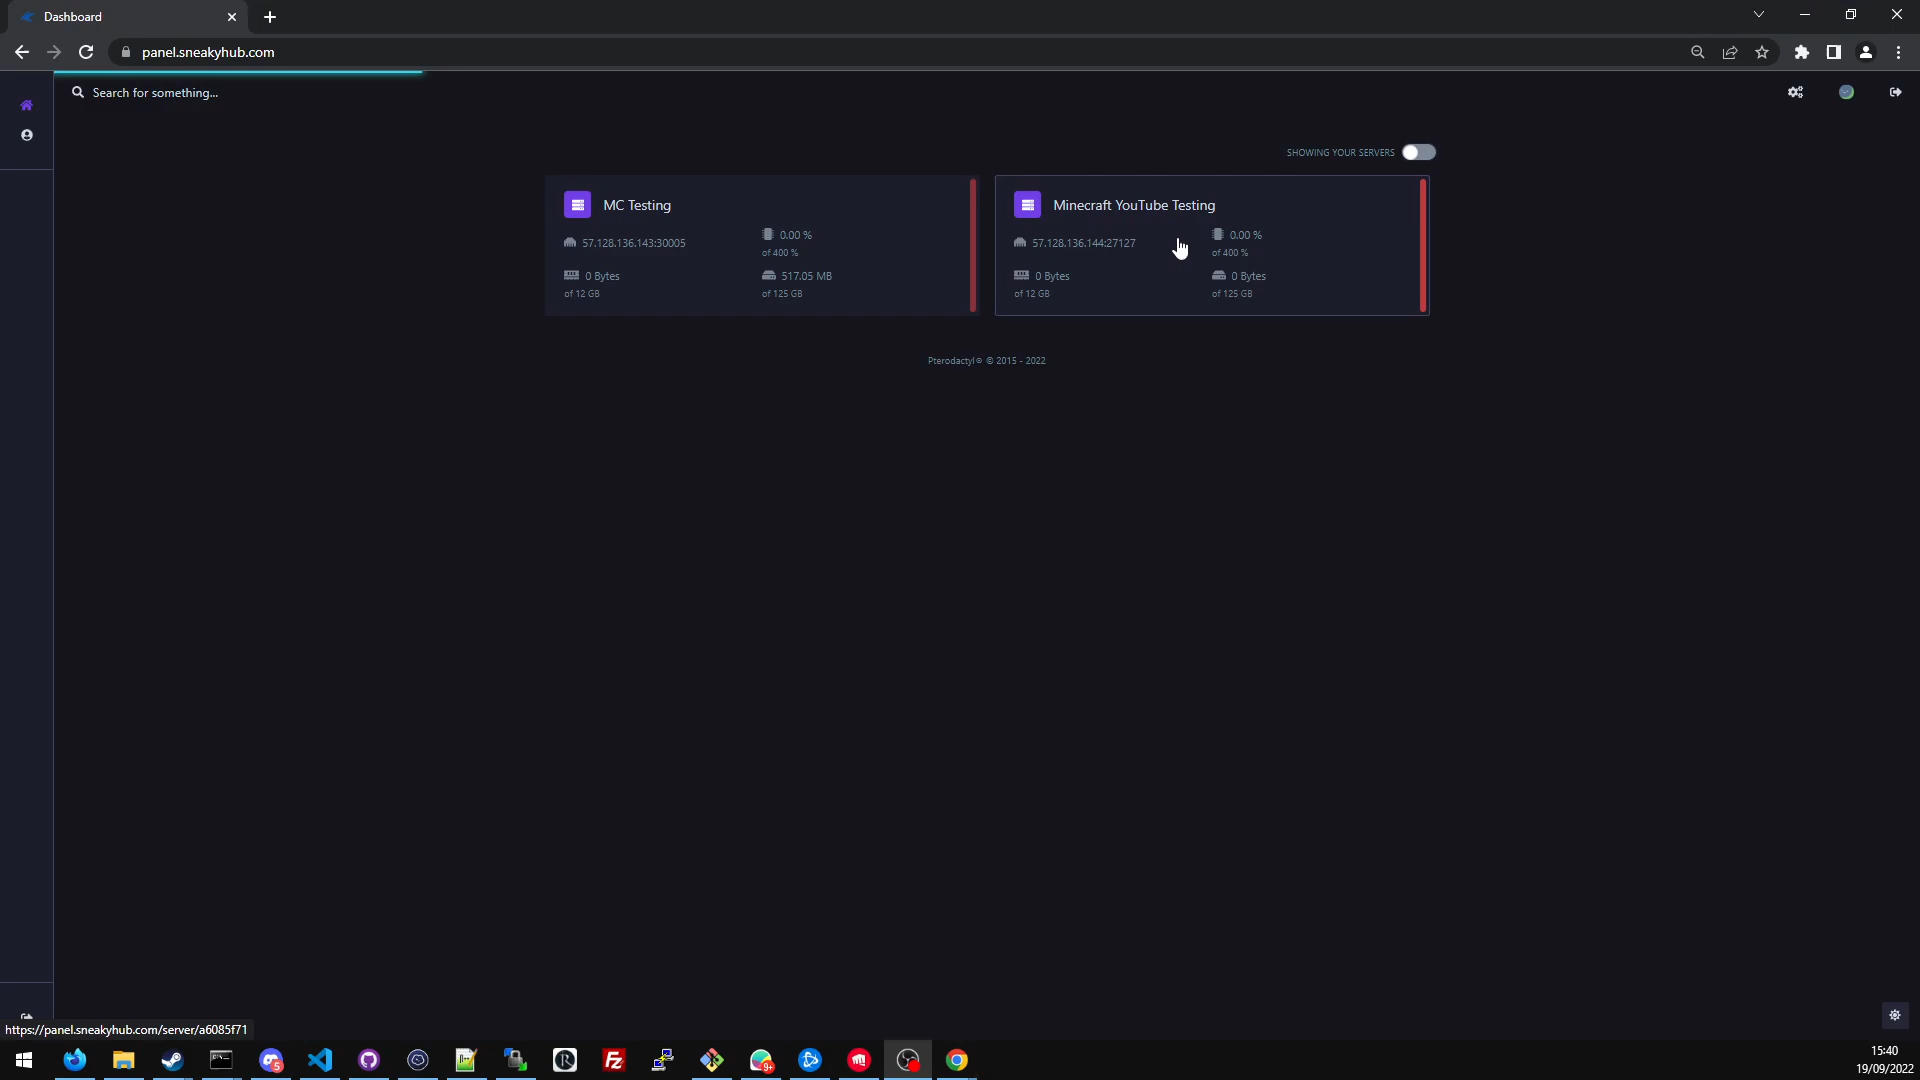 Dashboard
panel.sneakyhub.com
Search for something...
SHOWING YOUR SERVERS
MC Testing
57.128.136.143:30005
0.00 %
of 400 %
0 Bytes
of 12 GB
517.05 MB
of 125 GB
Minecraft YouTube Testing
57.128.136.144:27127
0.00 %
of 400 %
0 Bytes
of 12 GB
0 Bytes
of 125 GB
Pterodactyl® © 2015 - 2022
https://panel.sneakyhub.com/server/a6085f71
5
R
FZ
9+
15:40
19/09/2022